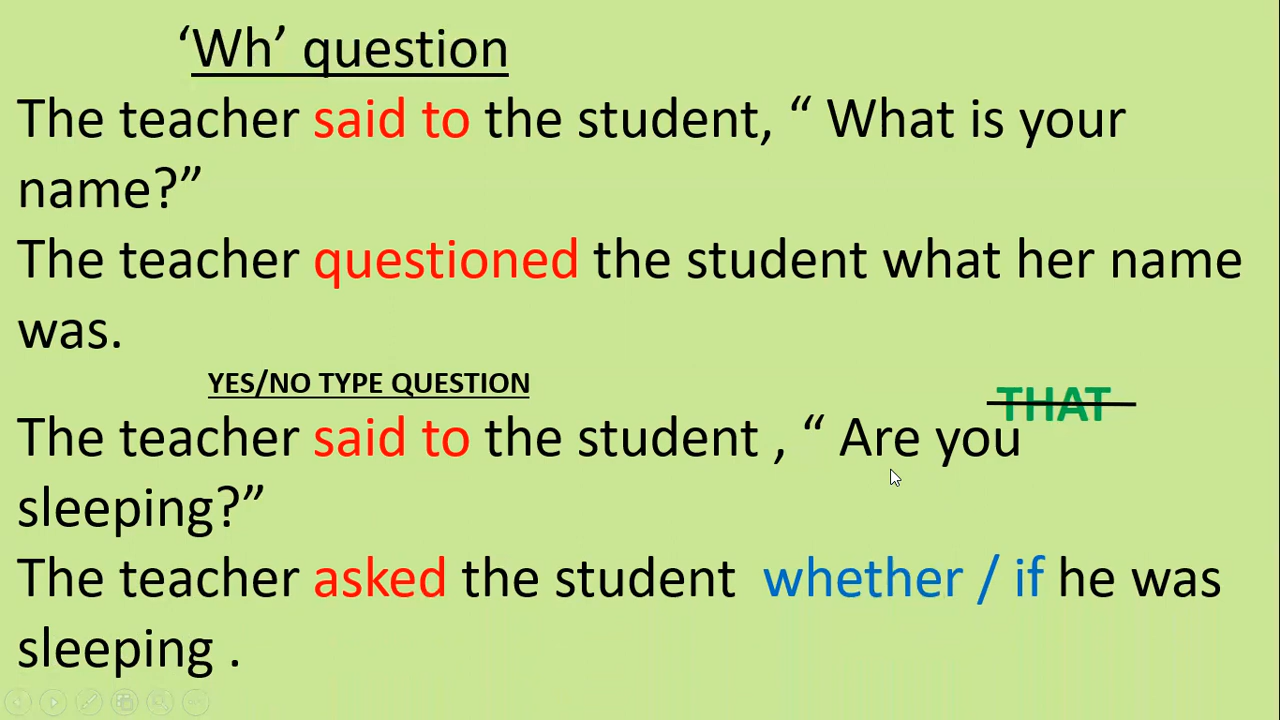 ‘Wh’ question
The teacher said to the student, “ What is your
name?”
The teacher questioned the student what her name
was.
YES/NO TYPE QUESTION
THAT
The teacher said to the student , “ Are you
sleeping?”
The teacher asked the student whether / if he was
sleeping .